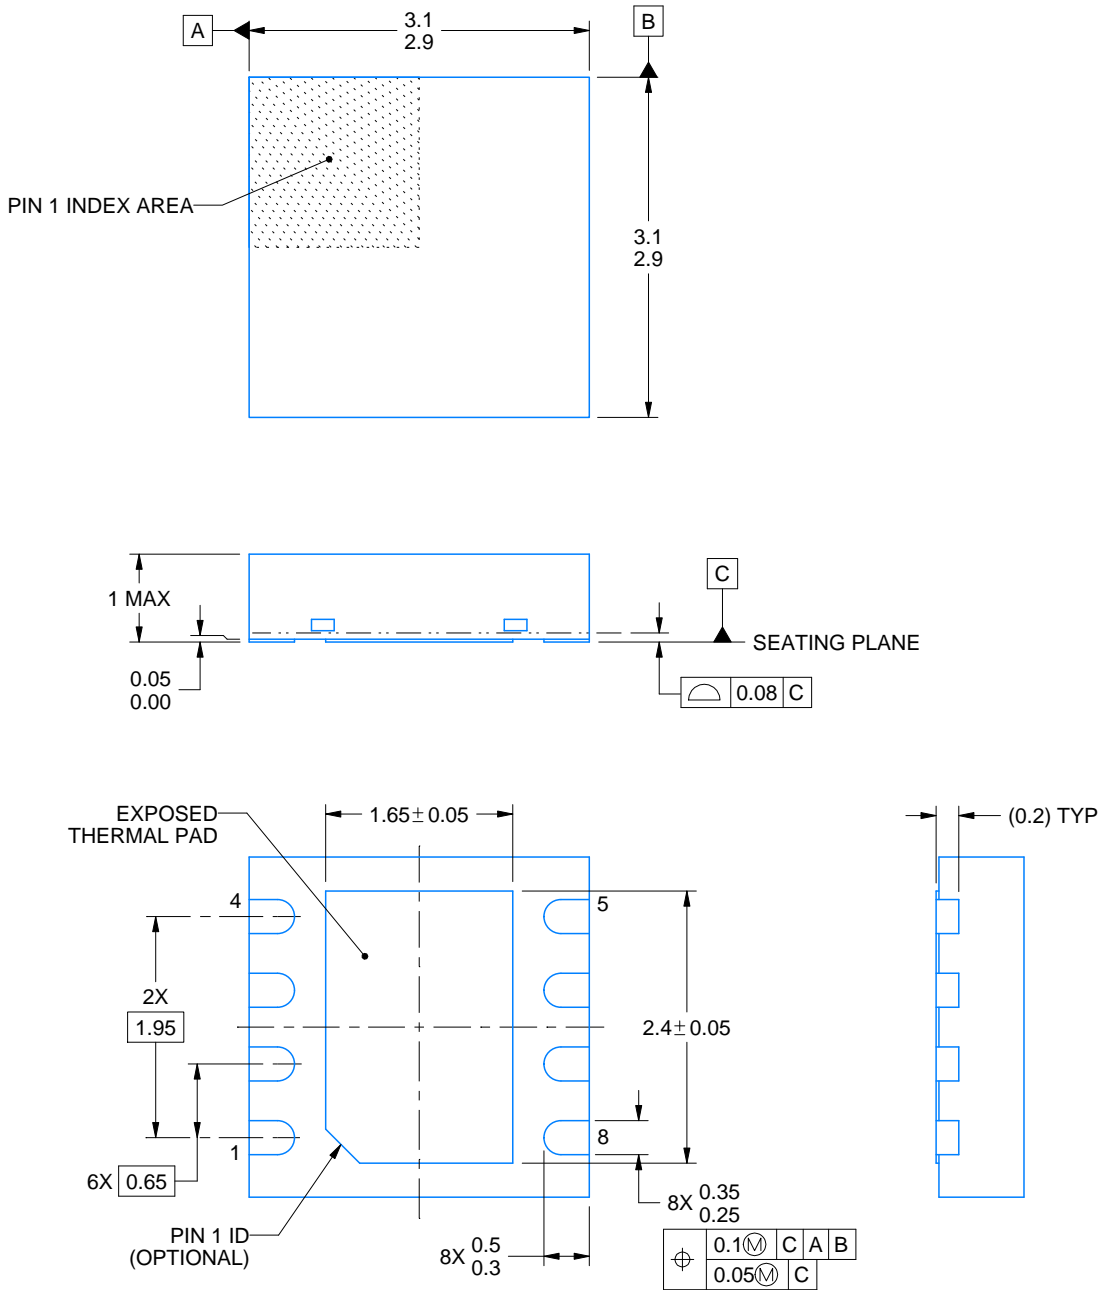 A
3.1
2.9
B
PIN 1 INDEX AREA
3.1
2.9
1 MAX
C
SEATING PLANE
0.05
0.00
0.08 C
EXPOSED
THERMAL PAD
1.65± 0.05
(0.2) TYP
4
5
2X
1.95
2.4± 0.05
1
8
6X 0.65
8X 0.35
0.25
PIN 1 ID
(OPTIONAL)
8X 0.5
0.3
0.1Ⓜ C A B
0.05Ⓜ C